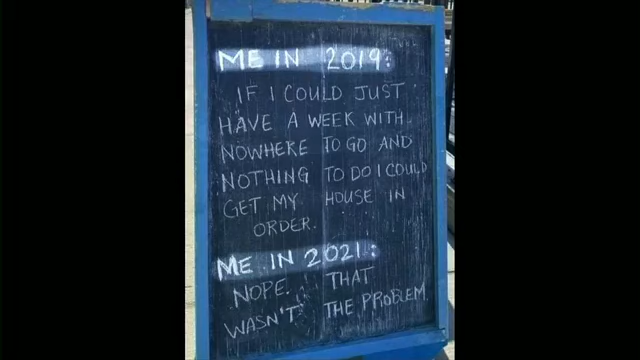 ME IN 2019:
IF I COULD JUST
HAVE A WEEK WITH
NOWHERE TO GO AND
NOTHING TO DO I COULD
GET MY HOUSE IN
ORDER.
ME IN 2021:
NOPE. THAT
WASN'T THE PROBLEM.